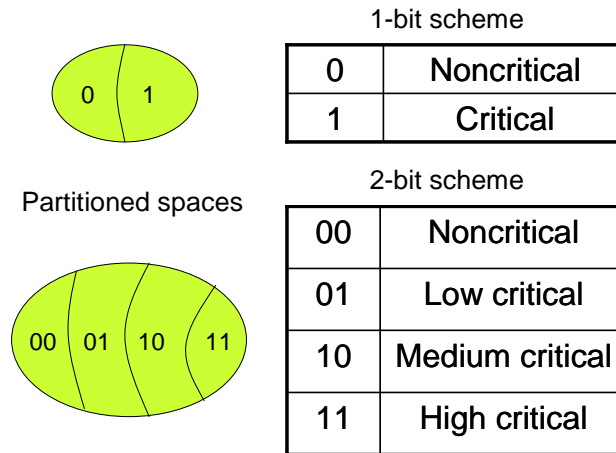 1-bit scheme
0 1
0 Noncritical
1 Critical
Partitioned spaces
2-bit scheme
00 01 10 11
00 Noncritical
01 Low critical
10 Medium critical
11 High critical